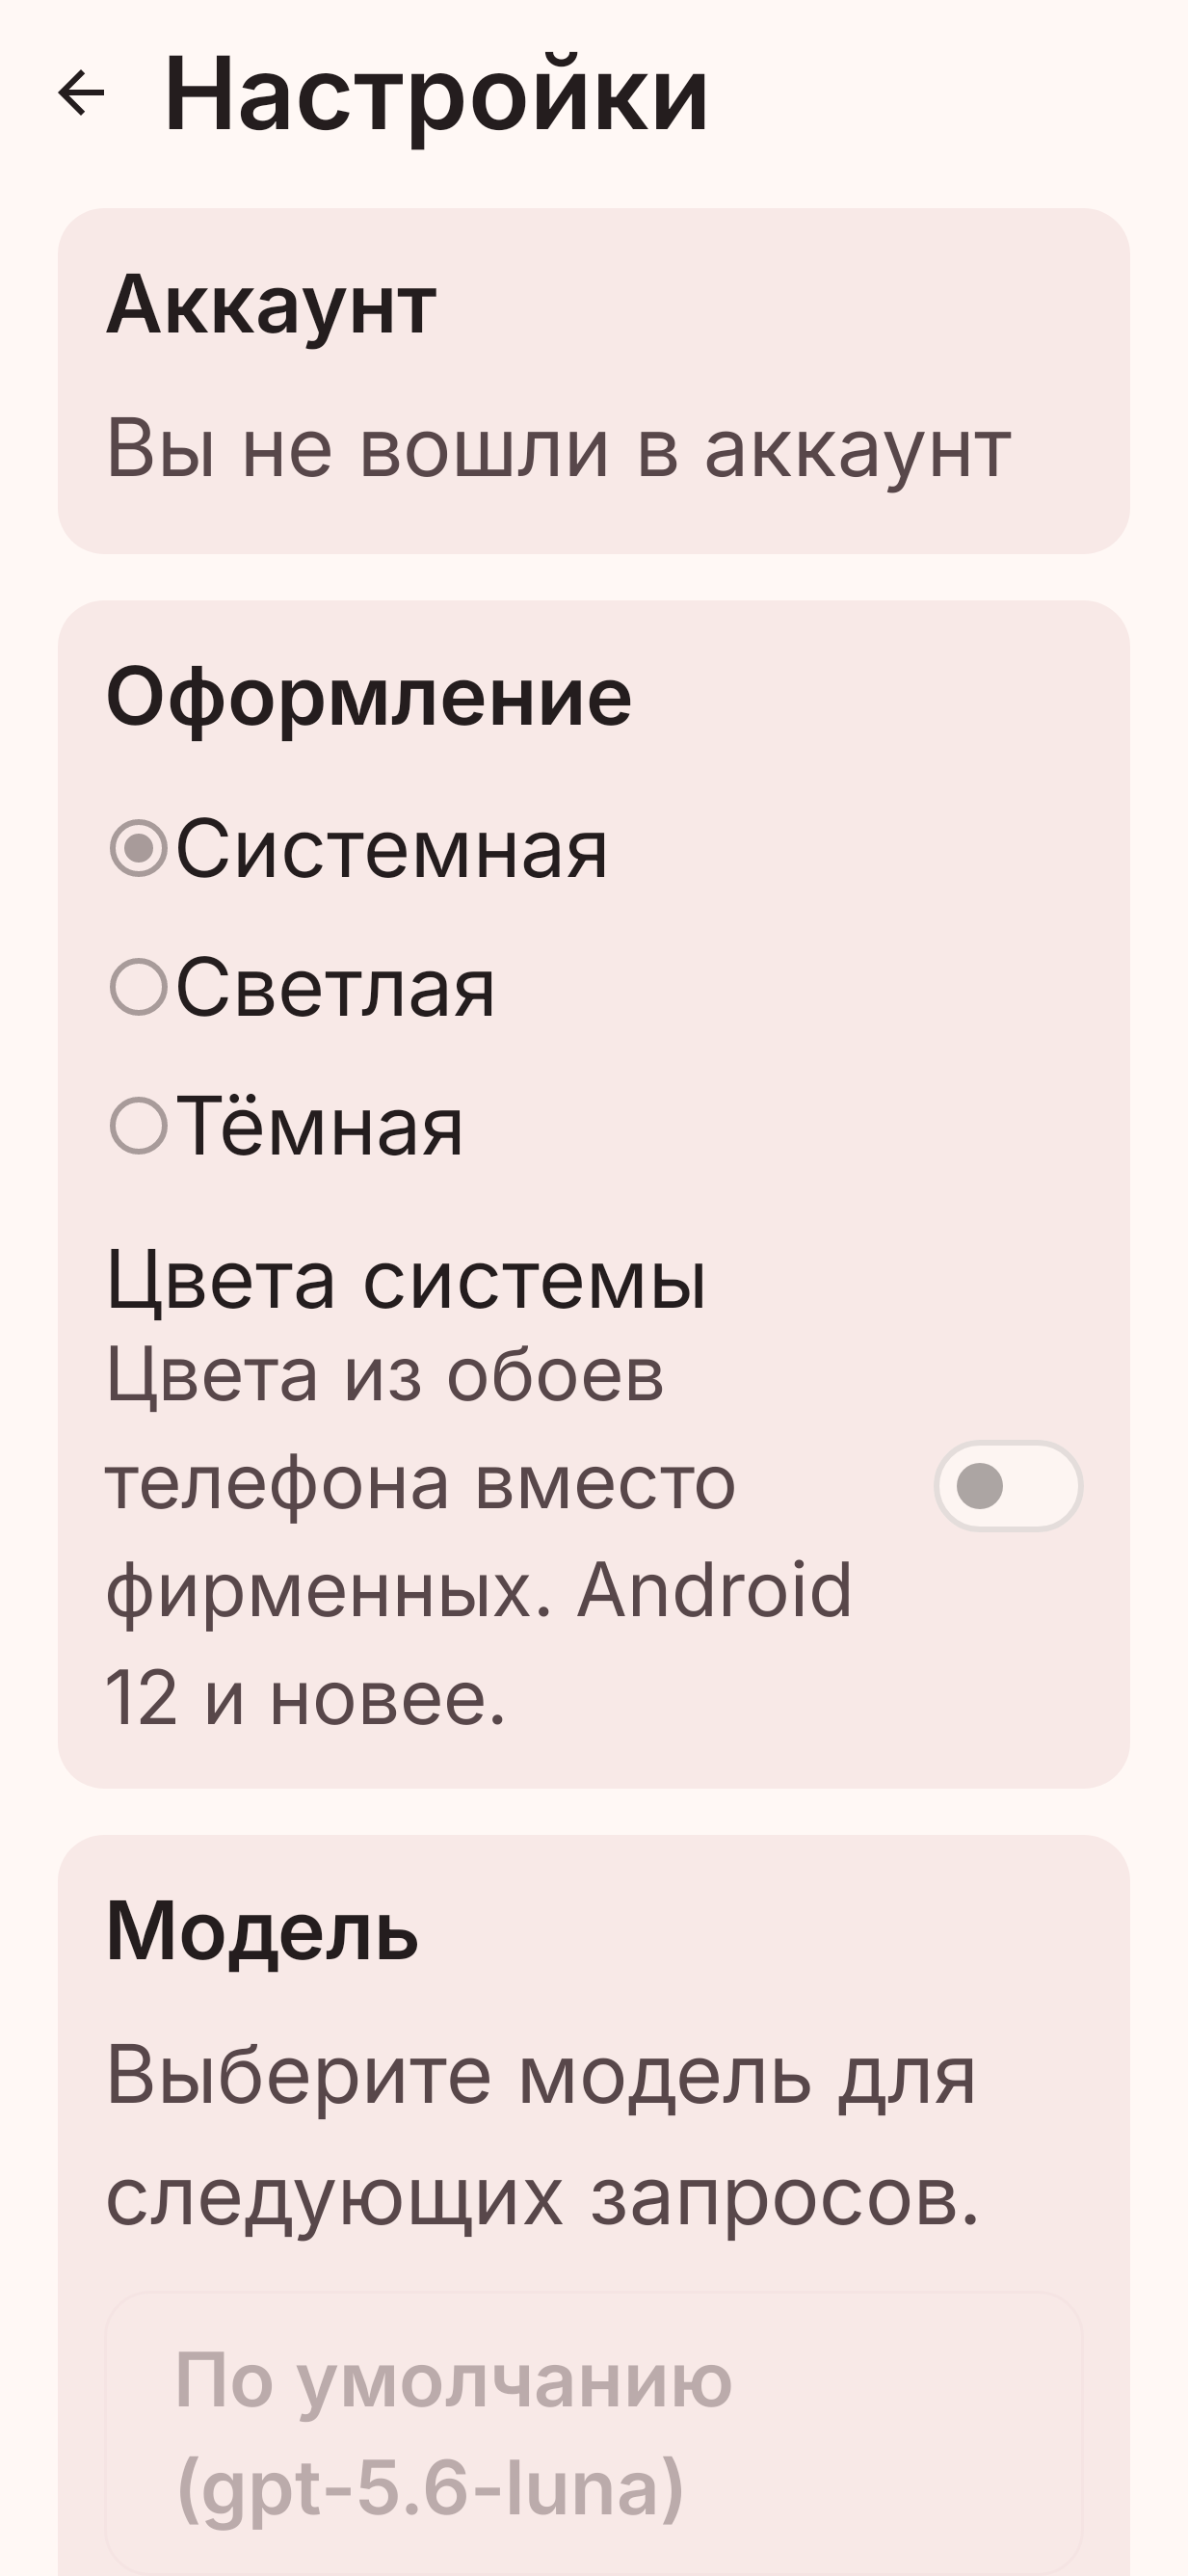 Настройки
Аккаунт
Вы не вошли в аккаунт
Оформление
Системная
Светлая
Тёмная
Цвета системы
Цвета из обоев
телефона вместо
фирменных. Android
12 и новее.
Модель
Выберите модель для
следующих запросов.
По умолчанию
(gpt-5.6-luna)